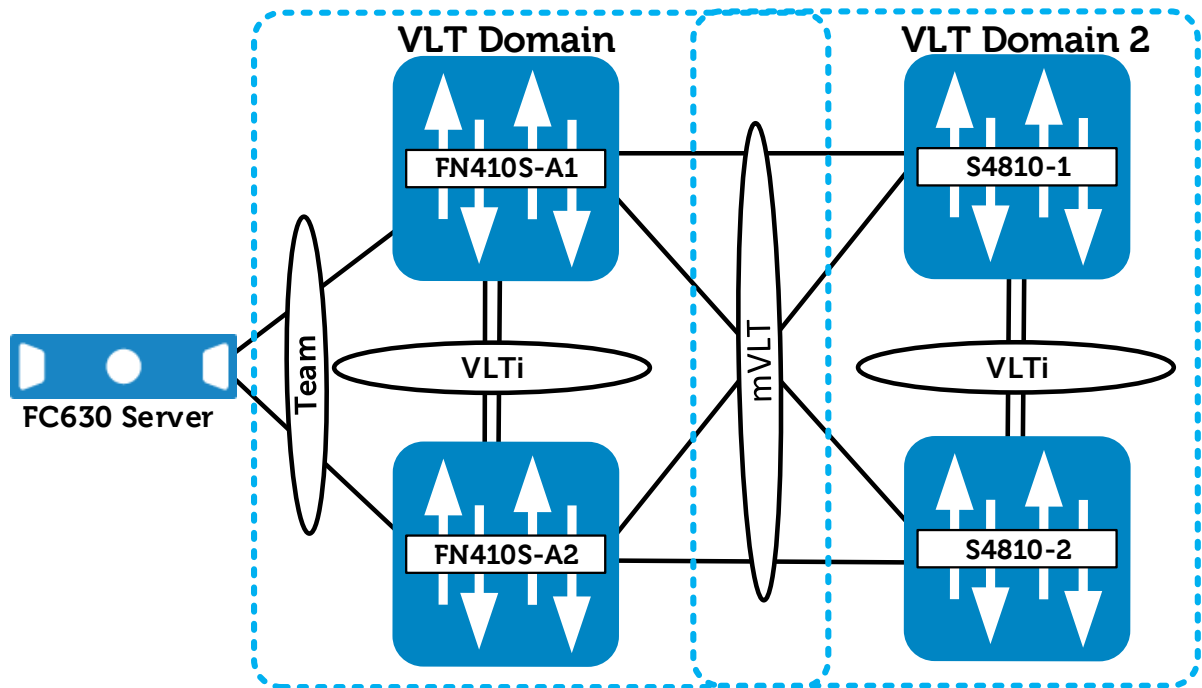 VLT Domain
VLT Domain 2
FN410S-A1
S4810-1
Team
VLTi
mVLT
VLTi
FC630 Server
FN410S-A2
S4810-2